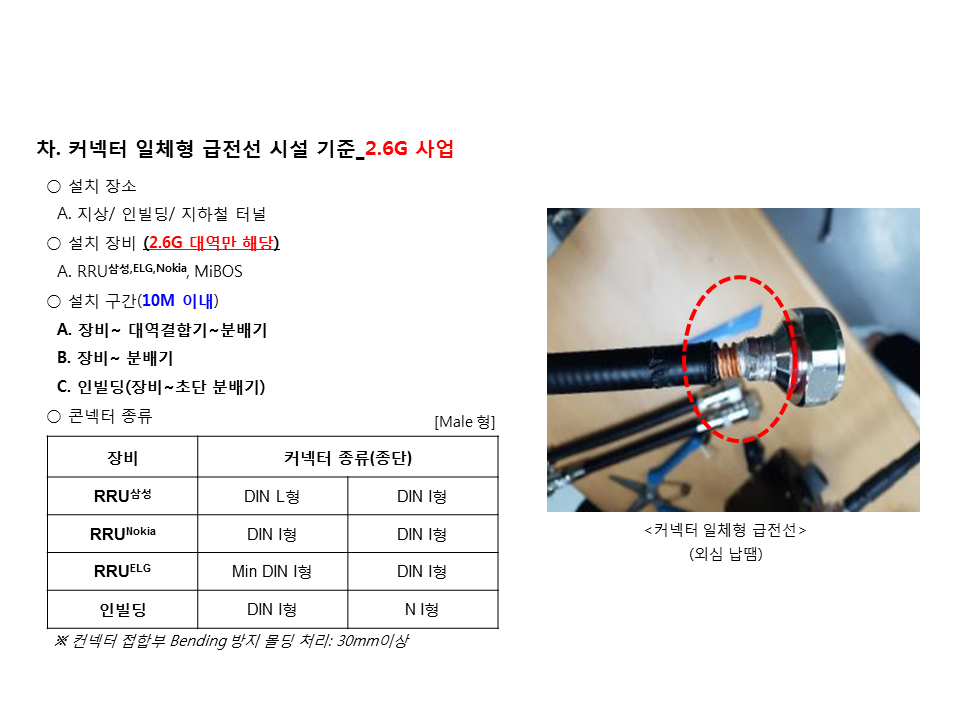 차. 커넥터 일체형 급전선 시설 기준_2.6G 사업
○ 설치 장소
A. 지상/ 인빌딩/ 지하철 터널
○ 설치 장비 (2.6G 대역만 해당)
A. RRU삼성,ELG,Nokia, MiBOS
○ 설치 구간(10M 이내)
A. 장비~ 대역결합기~분배기
B. 장비~ 분배기
C. 인빌딩(장비~초단 분배기)
○ 콘넥터 종류
[Male 형]
장비 커넥터 종류(종단)
RRU삼성 DIN L형 DIN I형
RRUNokia DIN I형 DIN I형
RRUELG Min DIN I형 DIN I형
인빌딩 DIN I형 N I형
※ 컨넥터 접합부 Bending 방지 몰딩 처리: 30mm이상
<커넥터 일체형 급전선>
(외심 납땜)